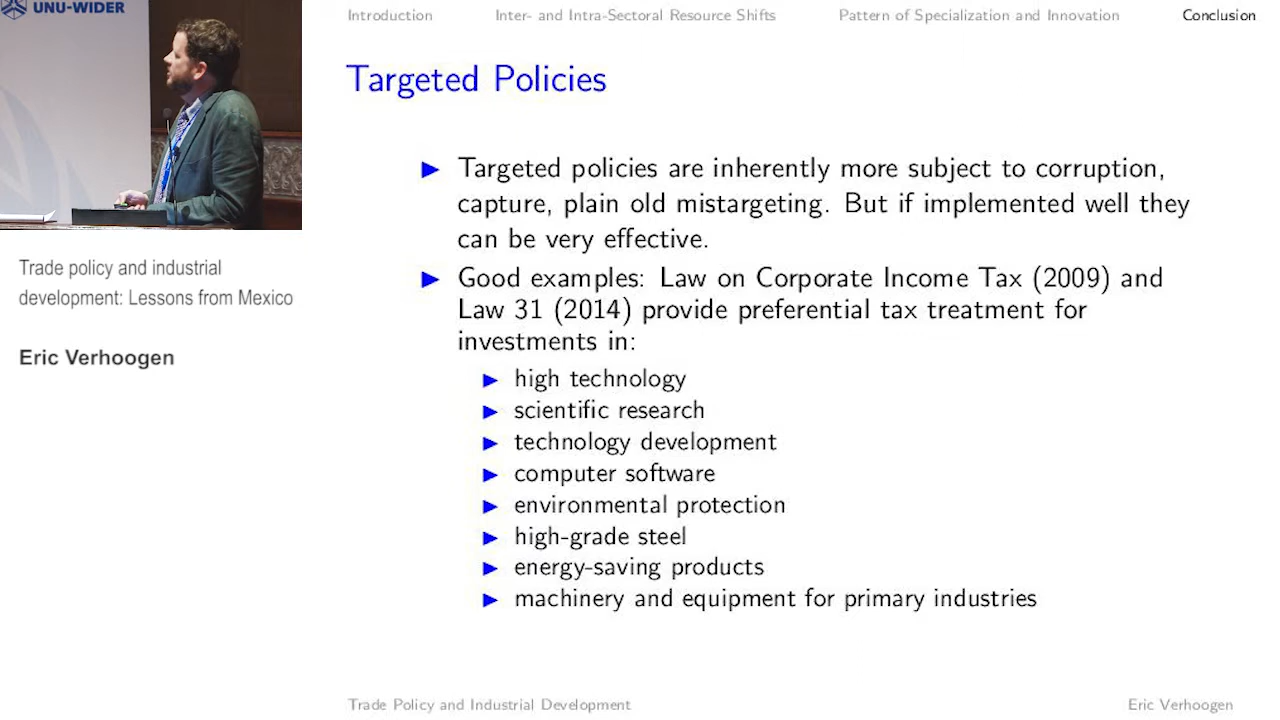 UNU-WIDER
Introduction
Inter- and Intra-Sectoral Resource Shifts
Pattern of Specialization and Innovation
Conclusion
Targeted Policies
Targeted policies are inherently more subject to corruption,
capture, plain old mistargeting. But if implemented well they
can be very effective.
Good examples: Law on Corporate Income Tax (2009) and
Law 31 (2014) provide preferential tax treatment for
investments in:
high technology
scientific research
technology development
computer software
environmental protection
high-grade steel
energy-saving products
machinery and equipment for primary industries
Trade policy and industrial
development: Lessons from Mexico
Eric Verhoogen
Trade Policy and Industrial Development
Eric Verhoogen